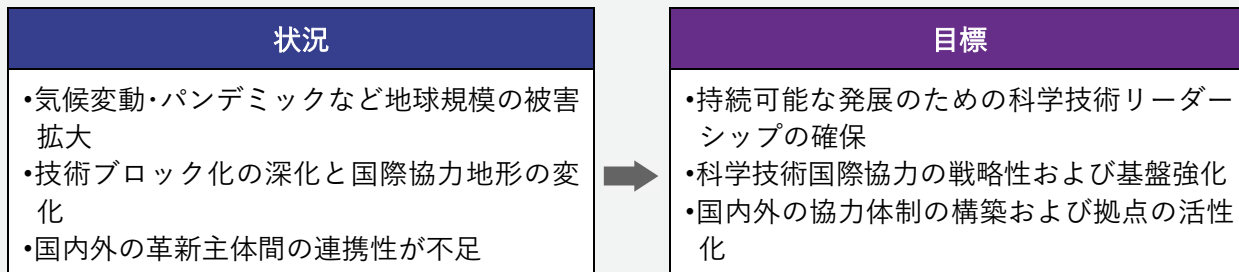 状況
•気候変動･パンデミックなど地球規模の被害
拡大
•技術ブロック化の深化と国際協力地形の変
化
•国内外の革新主体間の連携性が不足
目標
•持続可能な発展のための科学技術リーダー
シップの確保
•科学技術国際協力の戦略性および基盤強化
•国内外の協力体制の構築および拠点の活性
化